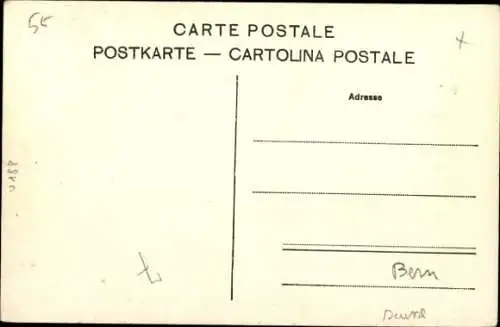 55
CARTE POSTALE
POSTKARTE — CARTOLINA POSTALE
Adresse
Bern